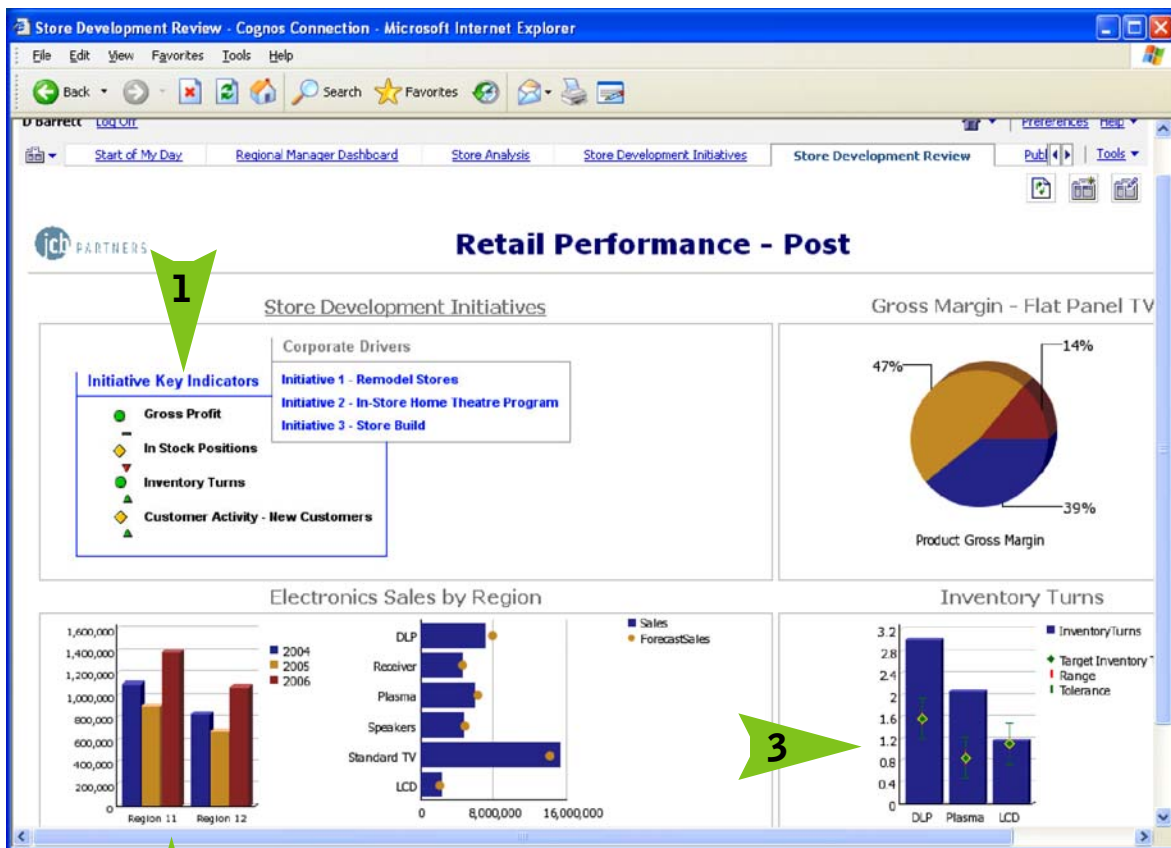 Store Development Review - Cognos Connection - Microsoft Internet Explorer
File Edit View Favorites Tools Help
Back Search Favorites
D Barrett Log Off Preferences Help
Start of My Day Regional Manager Dashboard Store Analysis Store Development Initiatives Store Development Review Publ Tools
jcb PARTNERS
Retail Performance - Post
1
Store Development Initiatives
Corporate Drivers
Initiative 1 - Remodel Stores
Initiative 2 - In-Store Home Theatre Program
Initiative 3 - Store Build
Initiative Key Indicators
Gross Profit
In Stock Positions
Inventory Turns
Customer Activity - New Customers
Gross Margin - Flat Panel TV
14%
47%
39%
Product Gross Margin
Electronics Sales by Region
1,600,000
1,400,000
1,200,000
1,000,000
800,000
600,000
400,000
200,000
0
Region 11 Region 12
2004
2005
2006
DLP
Receiver
Plasma
Speakers
Standard TV
LCD
0 8,000,000 16,000,000
Sales
ForecastSales
3
Inventory Turns
3.2
2.8
2.4
2
1.6
1.2
0.8
0.4
0
DLP Plasma LCD
InventoryTurns
Target Inventory T
Range
Tolerance